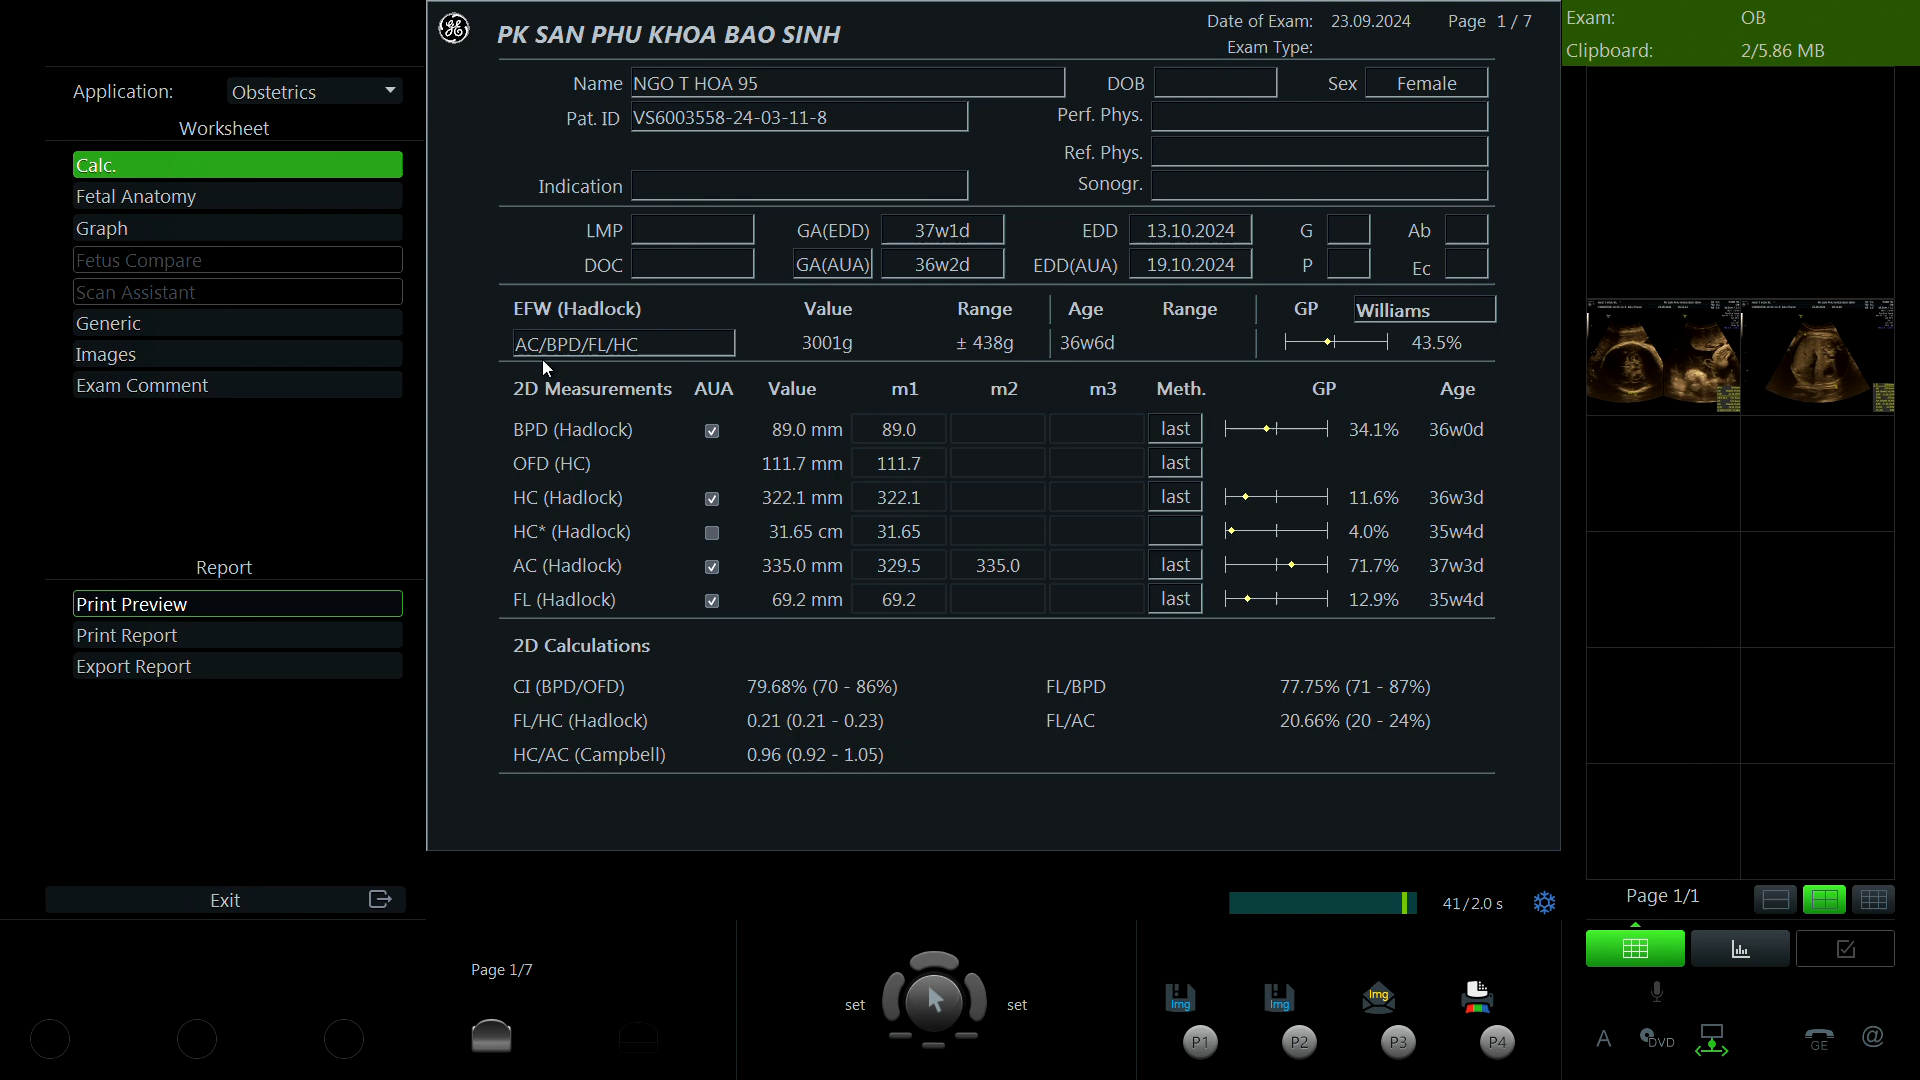 PK SAN PHU KHOA BAO SINH
Date of Exam: 23.09.2024 Page 1 / 7
Exam Type:
Exam: OB
Clipboard: 2/5.86 MB
Application: Obstetrics
Worksheet
Calc.
Fetal Anatomy
Graph
Fetus Compare
Scan Assistant
Generic
Images
Exam Comment
Report
Print Preview
Print Report
Export Report
Exit
Name NGO T HOA 95 DOB Sex Female
Pat. ID VS6003558-24-03-11-8 Perf. Phys.
Ref. Phys.
Indication Sonogr.
LMP GA(EDD) 37w1d EDD 13.10.2024 G Ab
DOC GA(AUA) 36w2d EDD(AUA) 19.10.2024 P Ec
EFW (Hadlock) Value Range Age Range GP Williams
AC/BPD/FL/HC 3001g ± 438g 36w6d 43.5%
2D Measurements AUA Value m1 m2 m3 Meth. GP Age
BPD (Hadlock) 89.0 mm 89.0 last 34.1% 36w0d
OFD (HC) 111.7 mm 111.7 last
HC (Hadlock) 322.1 mm 322.1 last 11.6% 36w3d
HC* (Hadlock) 31.65 cm 31.65 4.0% 35w4d
AC (Hadlock) 335.0 mm 329.5 335.0 last 71.7% 37w3d
FL (Hadlock) 69.2 mm 69.2 last 12.9% 35w4d
2D Calculations
CI (BPD/OFD) 79.68% (70 - 86%) FL/BPD 77.75% (71 - 87%)
FL/HC (Hadlock) 0.21 (0.21 - 0.23) FL/AC 20.66% (20 - 24%)
HC/AC (Campbell) 0.96 (0.92 - 1.05)
41/2.0 s
Page 1/1
Page 1/7
set set
Img Img Img
P1 P2 P3 P4
A DVD GE @